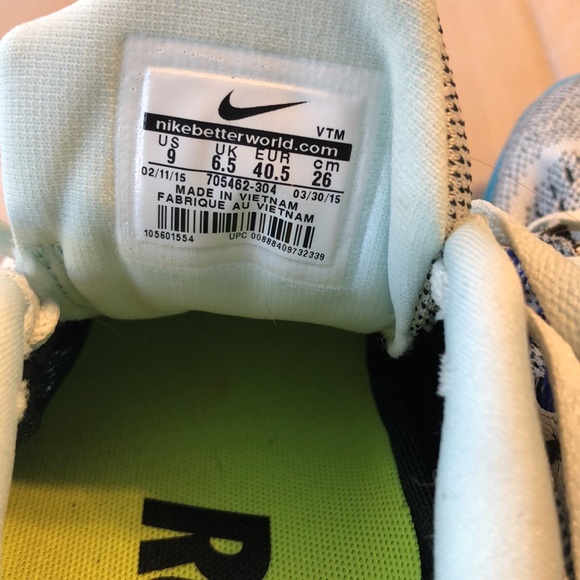 VTM
nikebetterworld.com
US UK EUR cm
9 6.5 40.5 26
02/11/15 705462-304 03/30/15
MADE IN VIETNAM
FABRIQUE AU VIETNAM
105601554 UPC 00888409732339
R